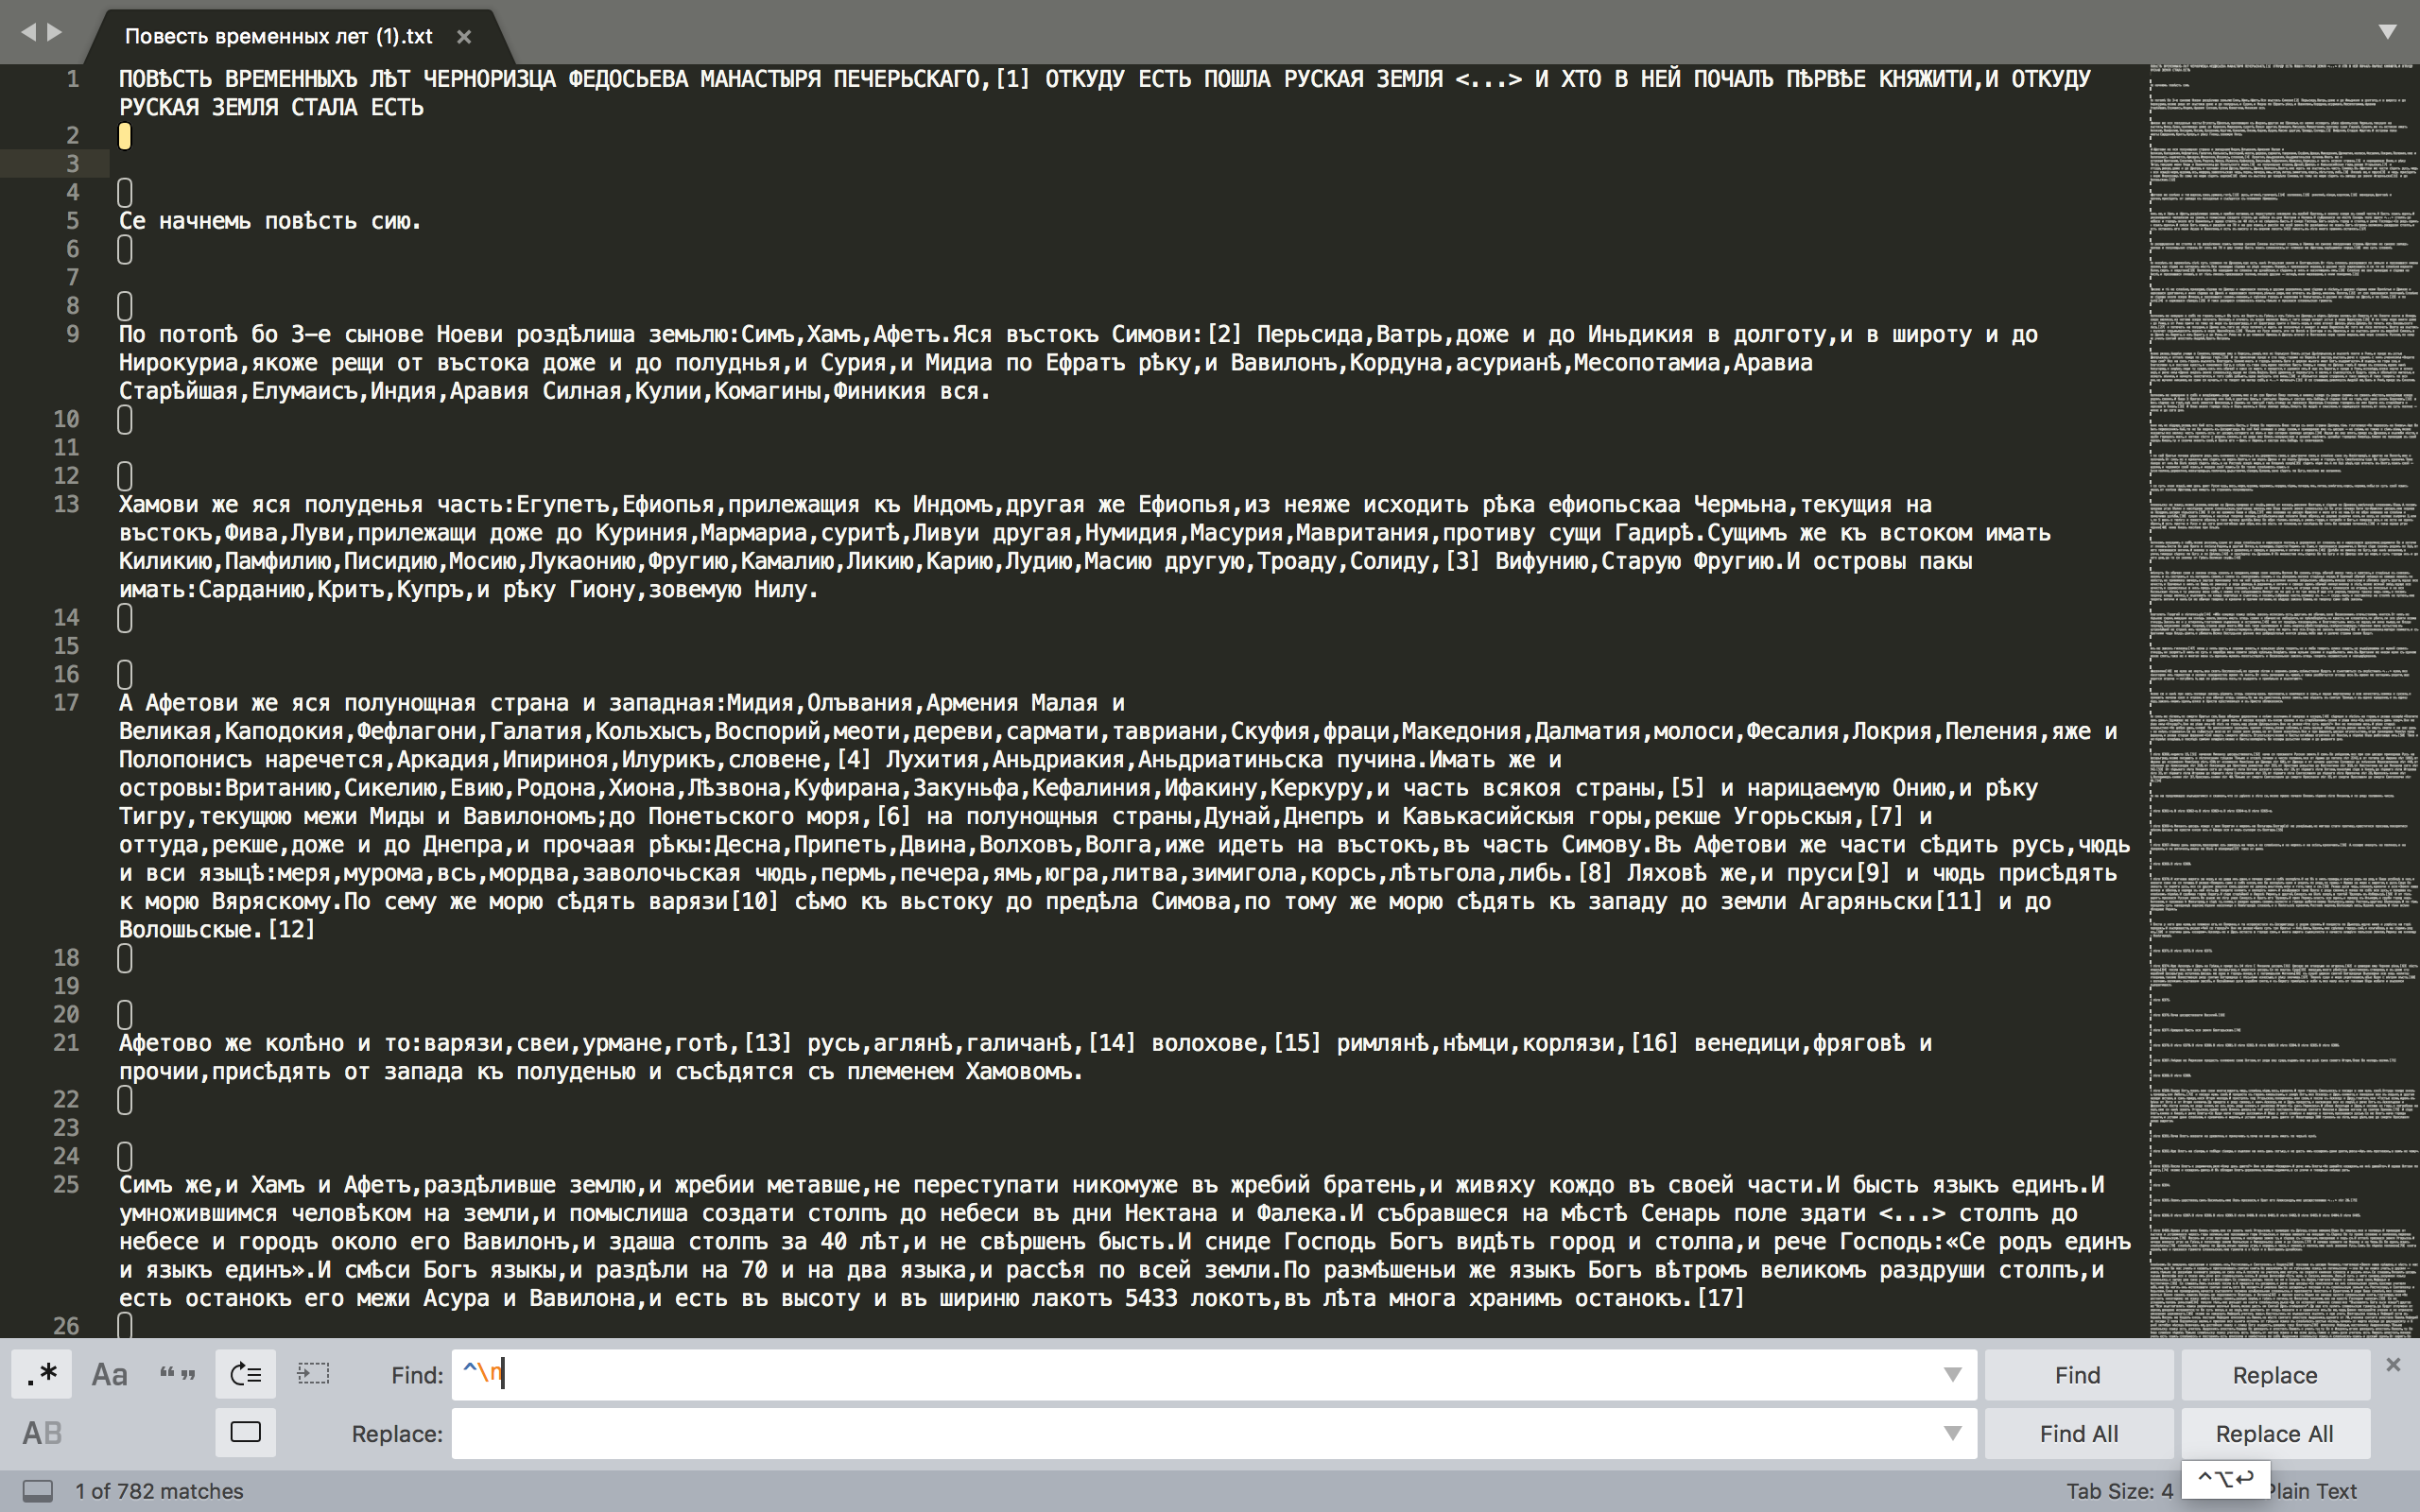 Повесть временных лет (1).txt ×
1 ПОВѢСТЬ ВРЕМЕННЫХЪ ЛѢТ ЧЕРНОРИЗЦА ФЕДОСЬЕВА МАНАСТЫРЯ ПЕЧЕРЬСКАГО,[1] ОТКУДУ ЕСТЬ ПОШЛА РУСКАЯ ЗЕМЛЯ <...> И ХТО В НЕЙ ПОЧАЛЪ ПѢРВѢЕ КНЯЖИТИ,И ОТКУДУ
РУСКАЯ ЗЕМЛЯ СТАЛА ЕСТЬ
2
3
4
5 Се начнемь повѣсть сию.
6
7
8
9 По потопѣ бо 3-е сынове Ноеви роздѣлиша земьлю:Симъ,Хамъ,Афетъ.Яся въстокъ Симови:[2] Перьсида,Ватрь,доже и до Иньдикия в долготу,и в широту и до
Нирокуриа,якоже рещи от въстока доже и до полуднья,и Сурия,и Мидиа по Ефратъ рѣку,и Вавилонъ,Кордуна,асурианѣ,Месопотамиа,Аравиа
Старѣйшая,Елумаисъ,Индия,Аравия Силная,Кулии,Комагины,Финикия вся.
10
11
12
13 Хамови же яся полуденья часть:Егупетъ,Ефиопья,прилежащия къ Индомъ,другая же Ефиопья,из неяже исходить рѣка ефиопьскаа Чермьна,текущия на
въстокъ,Фива,Луви,прилежащи доже до Куриния,Мармариа,суритѣ,Ливуи другая,Нумидия,Масурия,Мавритания,противу сущи Гадирѣ.Сущимъ же къ встоком имать
Киликию,Памфилию,Писидию,Мосию,Лукаонию,Фругию,Камалию,Ликию,Карию,Лудию,Масию другую,Троаду,Солиду,[3] Вифунию,Старую Фругию.И островы пакы
имать:Сарданию,Критъ,Купръ,и рѣку Гиону,зовемую Нилу.
14
15
16
17 А Афетови же яся полунощная страна и западная:Мидия,Олъвания,Армения Малая и
Великая,Каподокия,Фефлагони,Галатия,Кольхысъ,Воспорий,меоти,дереви,сармати,тавриани,Скуфия,фраци,Македония,Далматия,молоси,Фесалия,Локрия,Пеления,яже и
Полопонисъ наречется,Аркадия,Ипириноя,Илурикъ,словене,[4] Лухития,Аньдриакия,Аньдриатиньска пучина.Имать же и
островы:Вританию,Сикелию,Евию,Родона,Хиона,Лѣзвона,Куфирана,Закуньфа,Кефалиния,Ифакину,Керкуру,и часть всякоя страны,[5] и нарицаемую Онию,и рѣку
Тигру,текущюю межи Миды и Вавилономъ;до Понетьского моря,[6] на полунощныя страны,Дунай,Днепръ и Кавькасийскыя горы,рекше Угорьскыя,[7] и
оттуда,рекше,доже и до Днепра,и прочаая рѣкы:Десна,Припеть,Двина,Волховъ,Волга,иже идеть на въстокъ,въ часть Симову.Въ Афетови же части сѣдить русь,чюдь
и вси языцѣ:меря,мурома,всь,мордва,заволочьская чюдь,пермь,печера,ямь,югра,литва,зимигола,корсь,лѣтьгола,либь.[8] Ляховѣ же,и пруси[9] и чюдь присѣдять
к морю Вяряскому.По сему же морю сѣдять варязи[10] сѣмо къ вьстоку до предѣла Симова,по тому же морю сѣдять къ западу до земли Агаряньски[11] и до
Волошьскые.[12]
18
19
20
21 Афетово же колѣно и то:варязи,свеи,урмане,готѣ,[13] русь,аглянѣ,галичанѣ,[14] волохове,[15] римлянѣ,нѣмци,корлязи,[16] венедици,фряговѣ и
прочии,присѣдять от запада къ полуденью и съсѣдятся съ племенем Хамовомъ.
22
23
24
25 Симъ же,и Хамъ и Афетъ,раздѣливше землю,и жребии метавше,не переступати никомуже въ жребий братень,и живяху кождо въ своей части.И бысть языкъ единъ.И
умножившимся человѣком на земли,и помыслиша создати столпъ до небеси въ дни Нектана и Фалека.И събравшеся на мѣстѣ Сенарь поле здати <...> столпъ до
небесе и городъ около его Вавилонъ,и здаша столпъ за 40 лѣт,и не свѣршенъ бысть.И сниде Господь Богъ видѣть город и столпа,и рече Господь:«Се родъ единъ
и языкъ единъ».И смѣси Богъ языкы,и раздѣли на 70 и на два языка,и рассѣя по всей земли.По размѣшеньи же языкъ Богъ вѣтромъ великомъ раздруши столпъ,и
есть останокъ его межи Асура и Вавилона,и есть въ высоту и въ ширину лакотъ 5433 локотъ,въ лѣта многа хранимъ останокъ.[17]
26
.* Aa “” Find: ^\n Find Replace ×
AB Replace: Find All Replace All
^⌥↩
1 of 782 matches Tab Size: 4 Plain Text